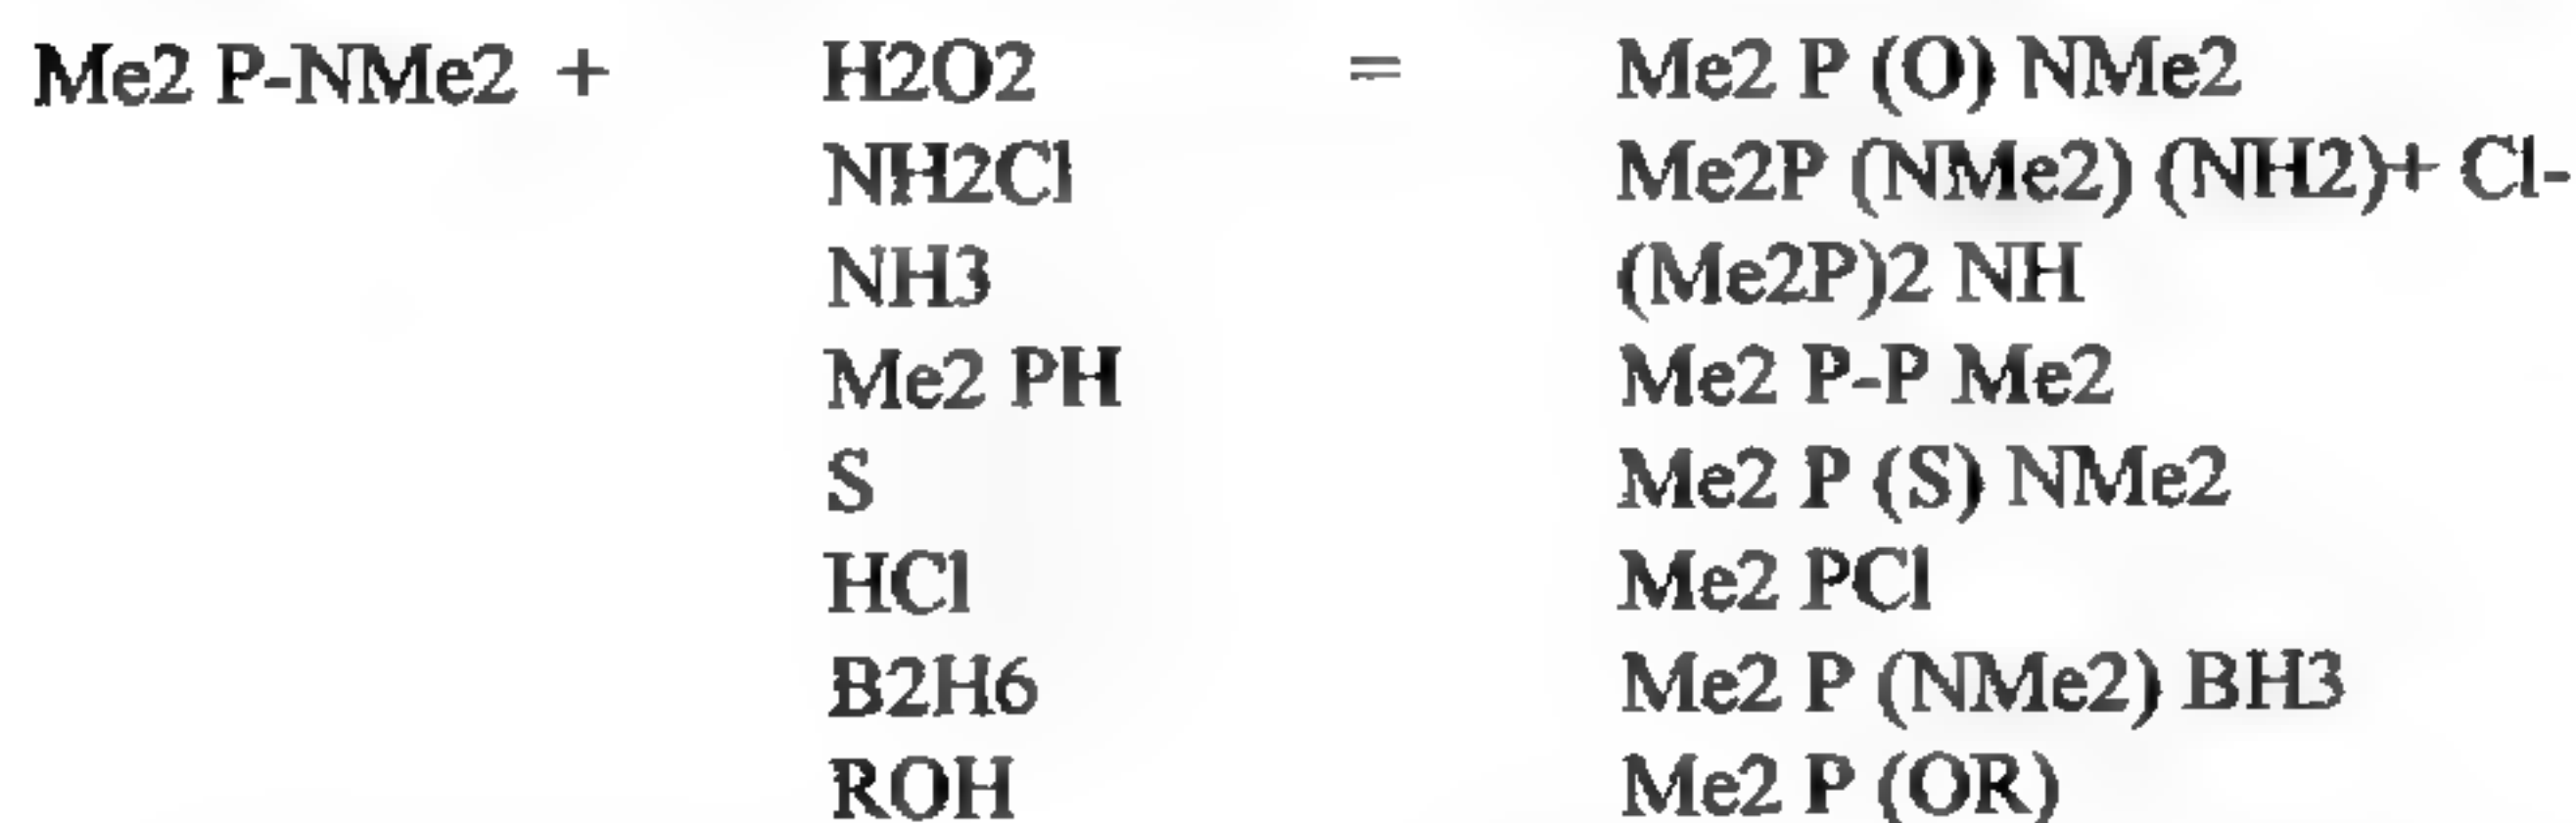 Me2 P-NMe2 + H2O2 = Me2 P (O) NMe2
NH2Cl Me2P (NMe2) (NH2)+ Cl-
NH3 (Me2P)2 NH
Me2 PH Me2 P-P Me2
S Me2 P (S) NMe2
HCl Me2 PCl
B2H6 Me2 P (NMe2) BH3
ROH Me2 P (OR)